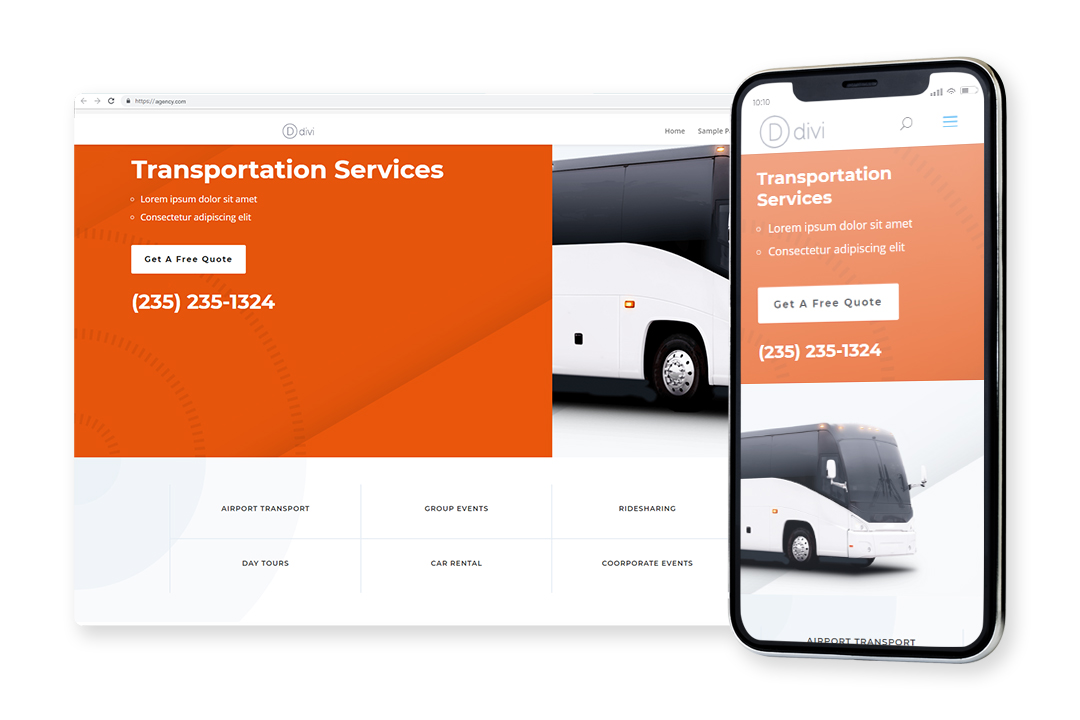 https://agency.com
divi
Home
Sample
Transportation Services
Lorem ipsum dolor sit amet
Consectetur adipiscing elit
Get A Free Quote
(235) 235-1324
AIRPORT TRANSPORT
GROUP EVENTS
RIDESHARING
DAY TOURS
CAR RENTAL
COORPORATE EVENTS
10:10
divi
Transportation
Services
Lorem ipsum dolor sit amet
Consectetur adipiscing elit
Get A Free Quote
(235) 235-1324
AIRPORT TRANSPORT